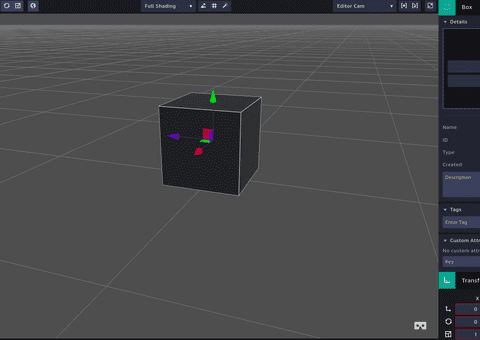 Full Shading
Editor Cam
Box
Details
Name
ID
Type
Created
Description
Tags
Enter Tag
Custom Attr
No custom attr
Key
Transf
X
0
0
1